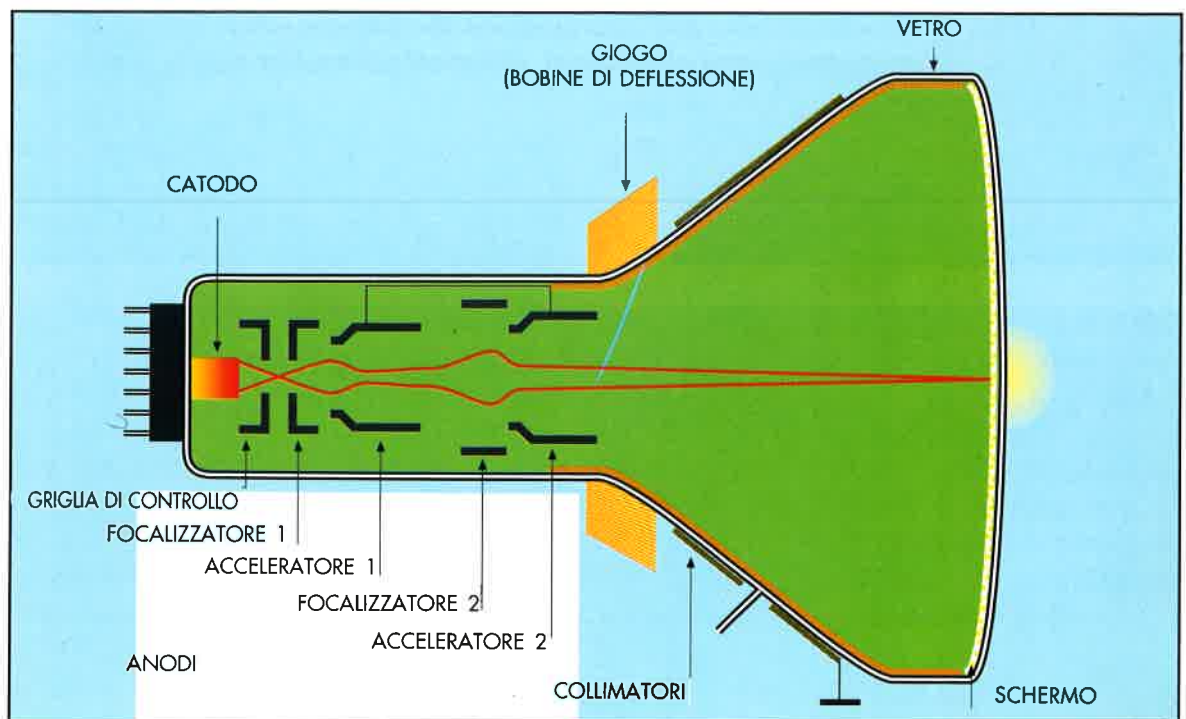 VETRO
GIOGO
(BOBINE DI DEFLESSIONE)
CATODO
GRIGLIA DI CONTROLLO
FOCALIZZATORE 1
ACCELERATORE 1
FOCALIZZATORE 2
ACCELERATORE 2
ANODI
COLLIMATORI
SCHERMO